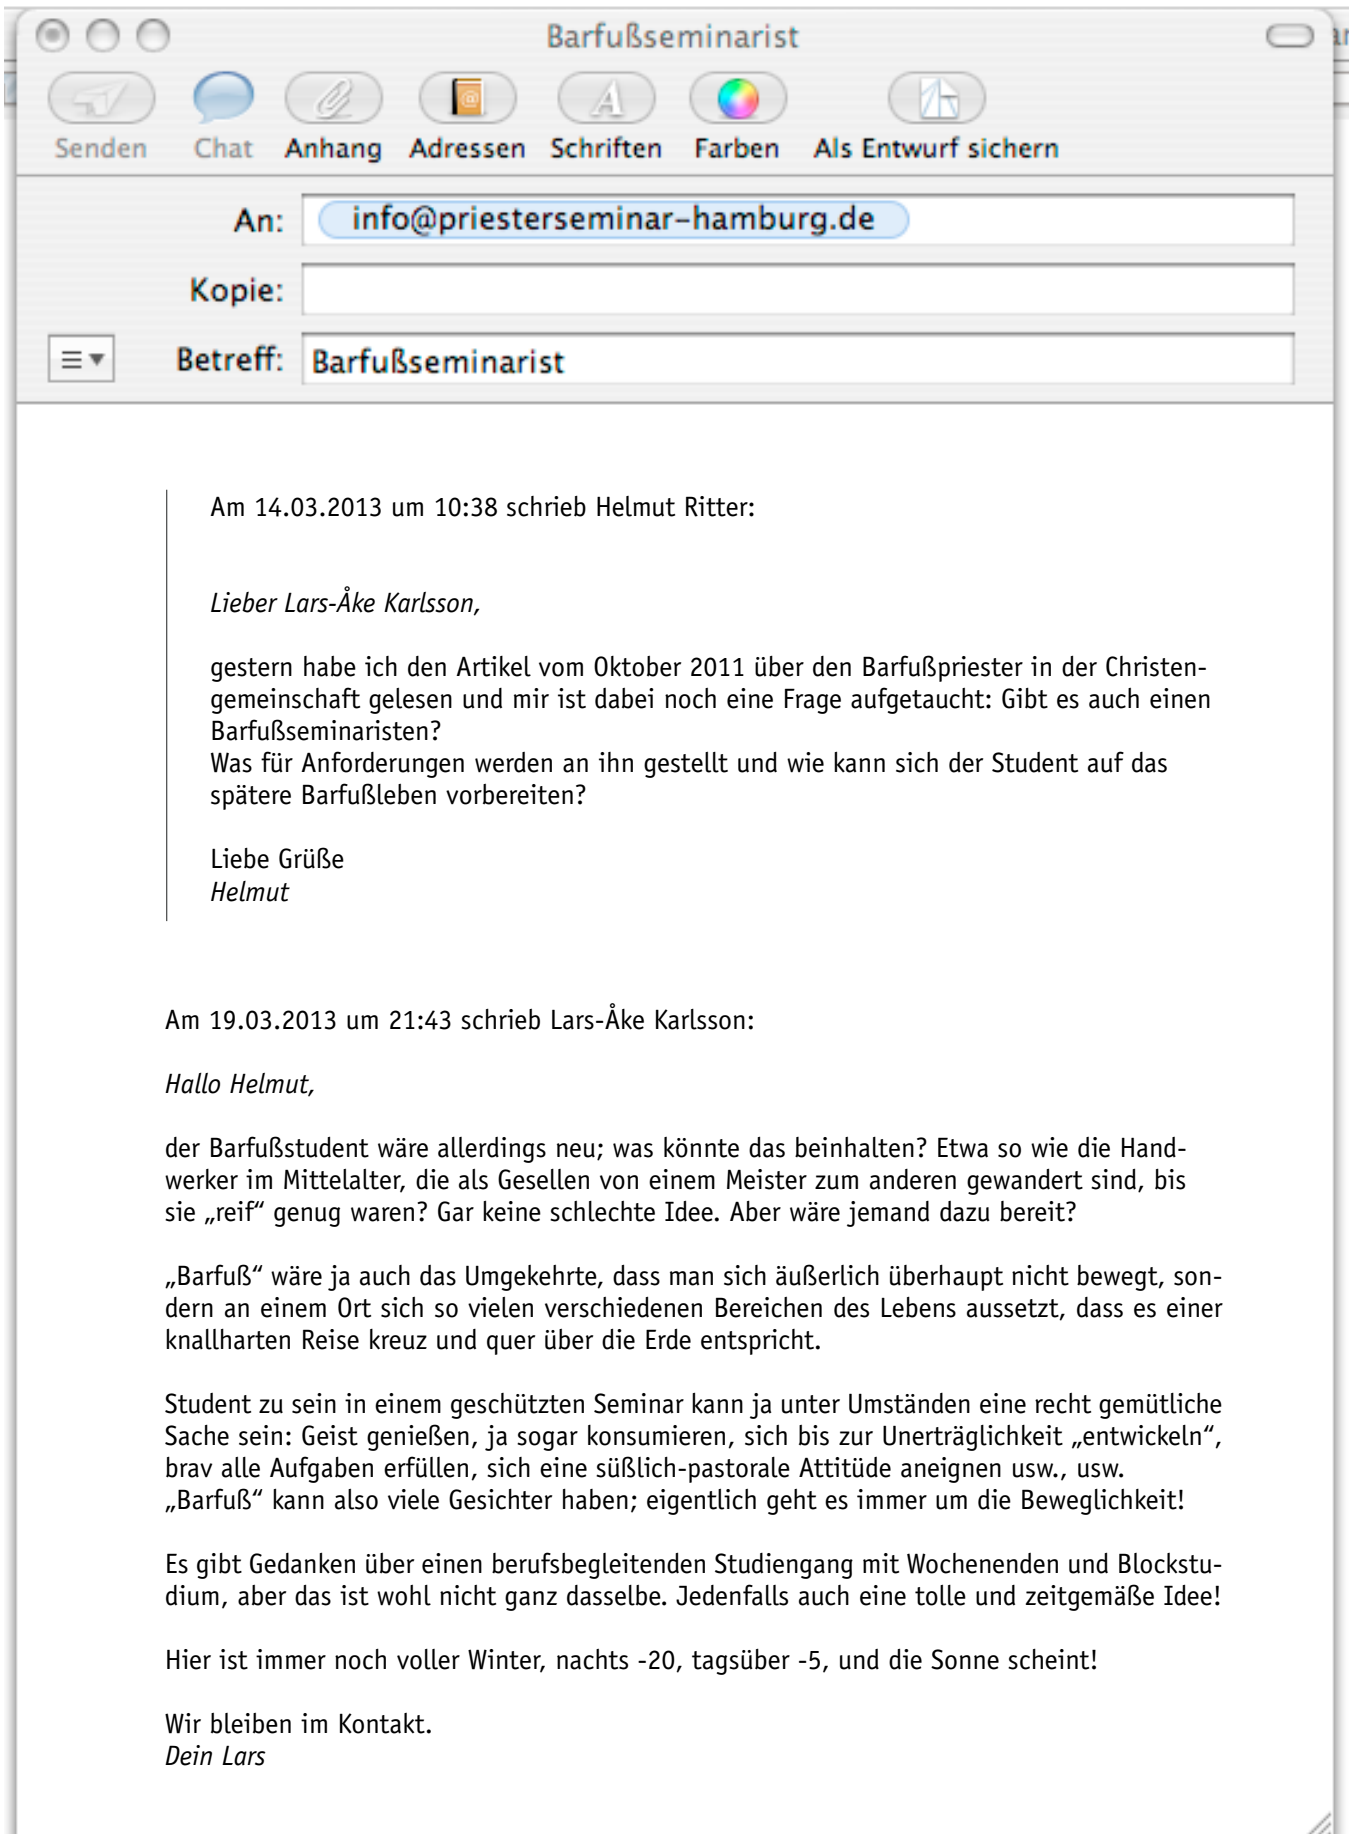 Barfußseminarist
Senden Chat Anhang Adressen Schriften Farben Als Entwurf sichern
An: info@priesterseminar-hamburg.de
Kopie:
Betreff: Barfußseminarist
Am 14.03.2013 um 10:38 schrieb Helmut Ritter:
Lieber Lars-Åke Karlsson,
gestern habe ich den Artikel vom Oktober 2011 über den Barfußpriester in der Christen-
gemeinschaft gelesen und mir ist dabei noch eine Frage aufgetaucht: Gibt es auch einen
Barfußseminaristen?
Was für Anforderungen werden an ihn gestellt und wie kann sich der Student auf das
spätere Barfußleben vorbereiten?
Liebe Grüße
Helmut
Am 19.03.2013 um 21:43 schrieb Lars-Åke Karlsson:
Hallo Helmut,
der Barfußstudent wäre allerdings neu; was könnte das beinhalten? Etwa so wie die Hand-
werker im Mittelalter, die als Gesellen von einem Meister zum anderen gewandert sind, bis
sie „reif“ genug waren? Gar keine schlechte Idee. Aber wäre jemand dazu bereit?
„Barfuß“ wäre ja auch das Umgekehrte, dass man sich äußerlich überhaupt nicht bewegt, son-
dern an einem Ort sich so vielen verschiedenen Bereichen des Lebens aussetzt, dass es einer
knallharten Reise kreuz und quer über die Erde entspricht.
Student zu sein in einem geschützten Seminar kann ja unter Umständen eine recht gemütliche
Sache sein: Geist genießen, ja sogar konsumieren, sich bis zur Unerträglichkeit „entwickeln“,
brav alle Aufgaben erfüllen, sich eine süßlich-pastorale Attitüde aneignen usw., usw.
„Barfuß“ kann also viele Gesichter haben; eigentlich geht es immer um die Beweglichkeit!
Es gibt Gedanken über einen berufsbegleitenden Studiengang mit Wochenenden und Blockstu-
dium, aber das ist wohl nicht ganz dasselbe. Jedenfalls auch eine tolle und zeitgemäße Idee!
Hier ist immer noch voller Winter, nachts -20, tagsüber -5, und die Sonne scheint!
Wir bleiben im Kontakt.
Dein Lars